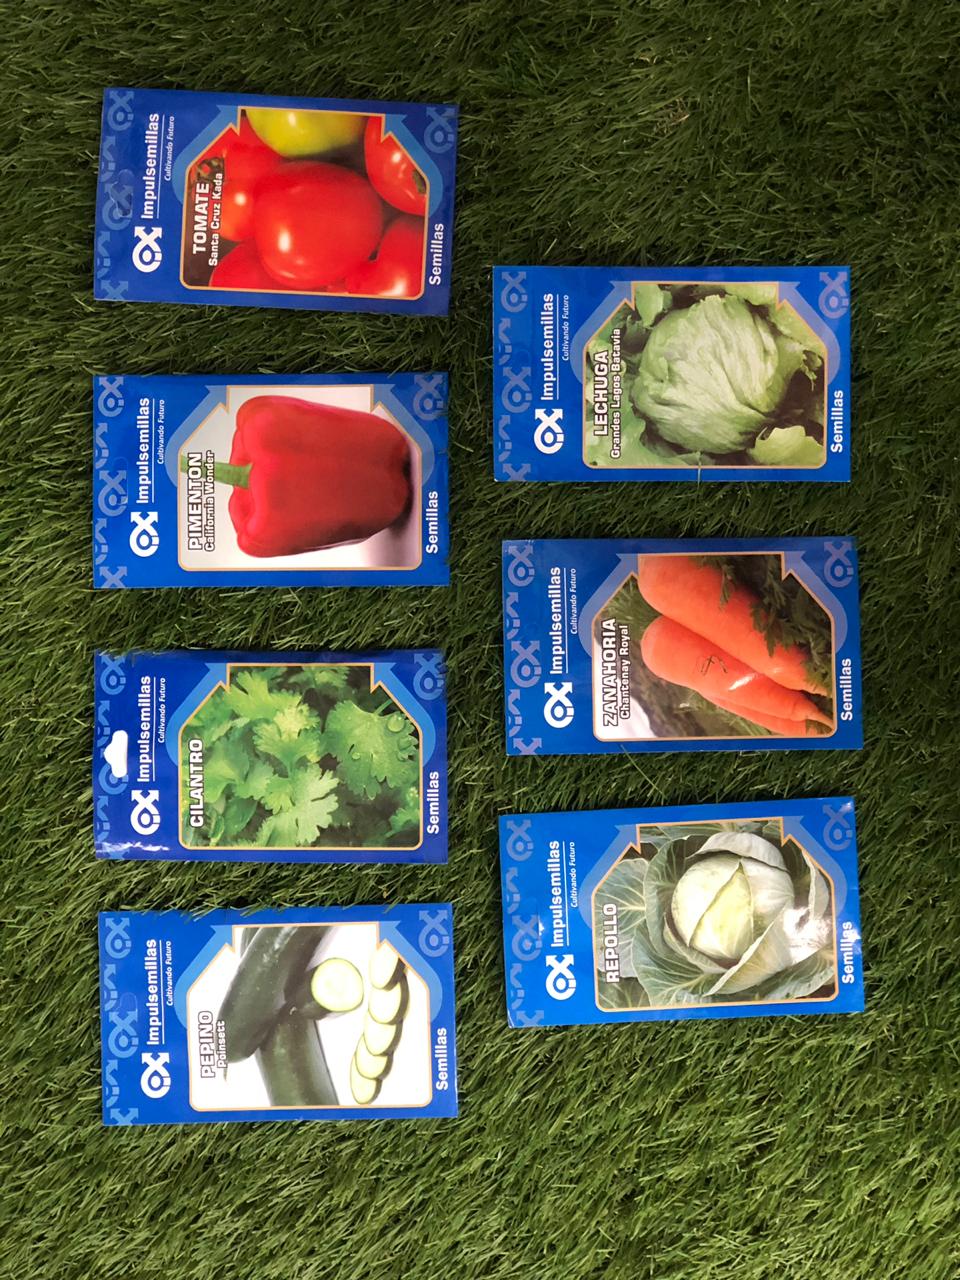 Impulsemillas
Cultivando Futuro
TOMATE
Santa Cruz Kada
Semillas
Impulsemillas
Cultivando Futuro
PIMENTON
California Wonder
Semillas
Impulsemillas
Cultivando Futuro
CILANTRO
Semillas
Impulsemillas
Cultivando Futuro
PEPINO
Poinsett
Semillas
Impulsemillas
Cultivando Futuro
LECHUGA
Grandes Lagos Batavia
Semillas
Impulsemillas
Cultivando Futuro
ZANAHORIA
Chantenay Royal
Semillas
Impulsemillas
Cultivando Futuro
REPOLLO
Semillas